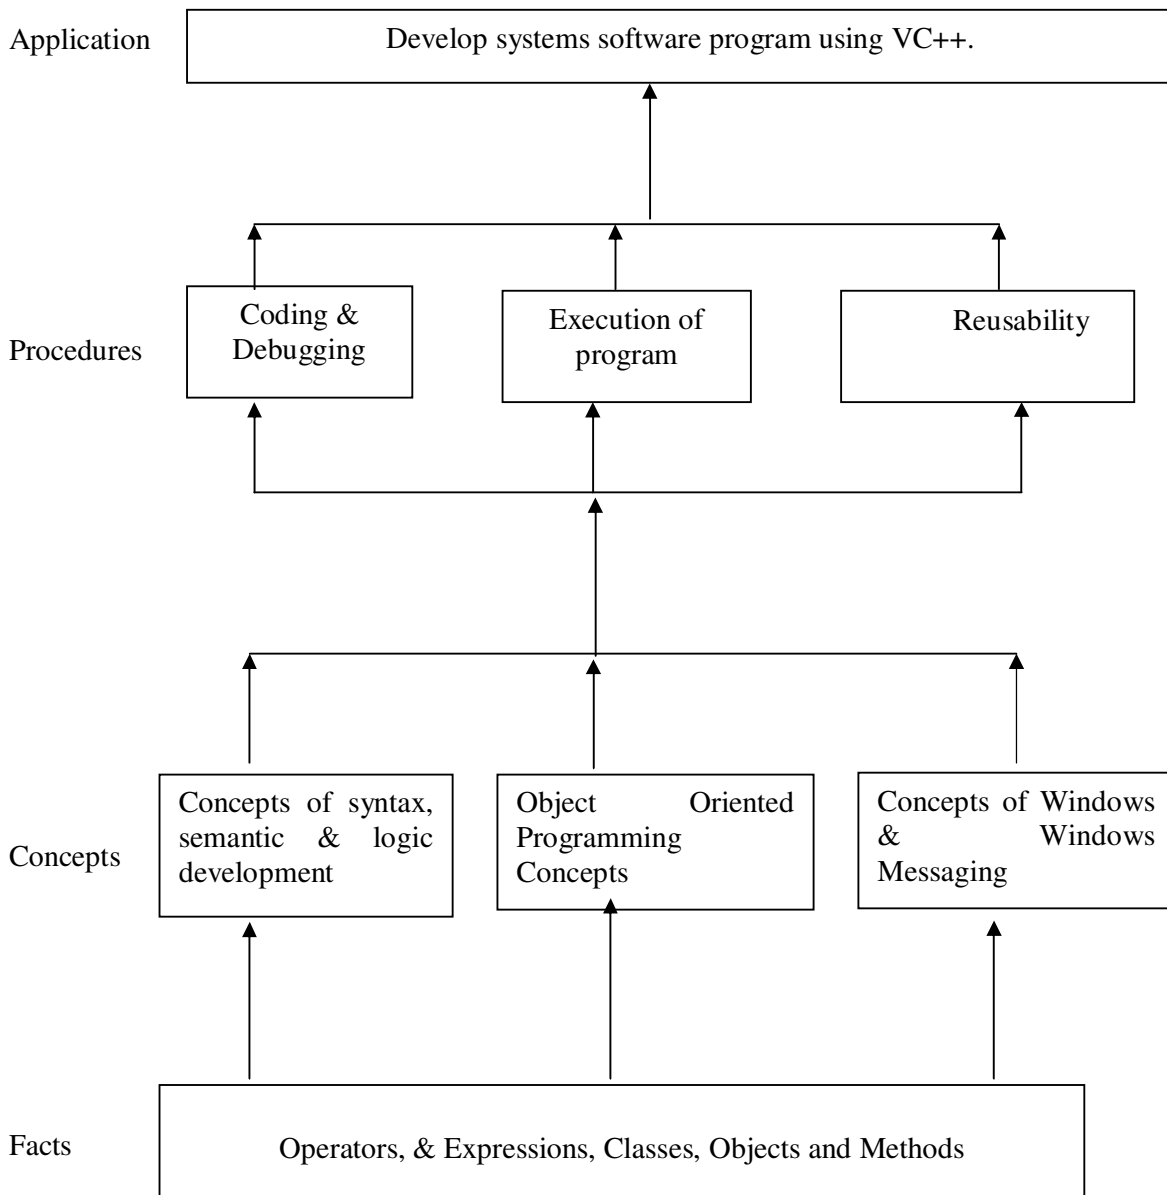 Application
Develop systems software program using VC++.
Procedures
Coding &
Debugging
Execution of
program
Reusability
Concepts
Concepts of syntax,
semantic & logic
development
Object Oriented
Programming
Concepts
Concepts of Windows
& Windows
Messaging
Facts
Operators, & Expressions, Classes, Objects and Methods